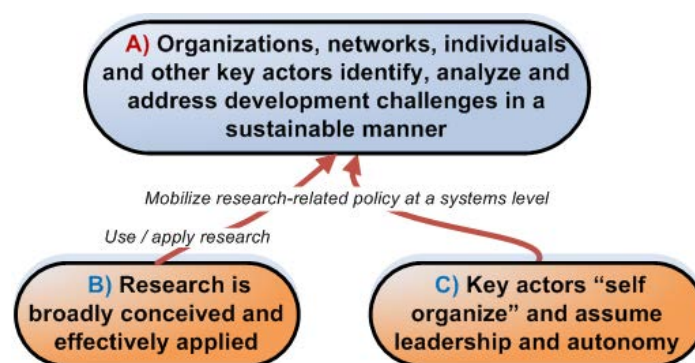 A) Organizations, networks, individuals
and other key actors identify, analyze and
address development challenges in a
sustainable manner
Mobilize research-related policy at a systems level
Use / apply research
B) Research is
broadly conceived and
effectively applied
C) Key actors “self
organize” and assume
leadership and autonomy